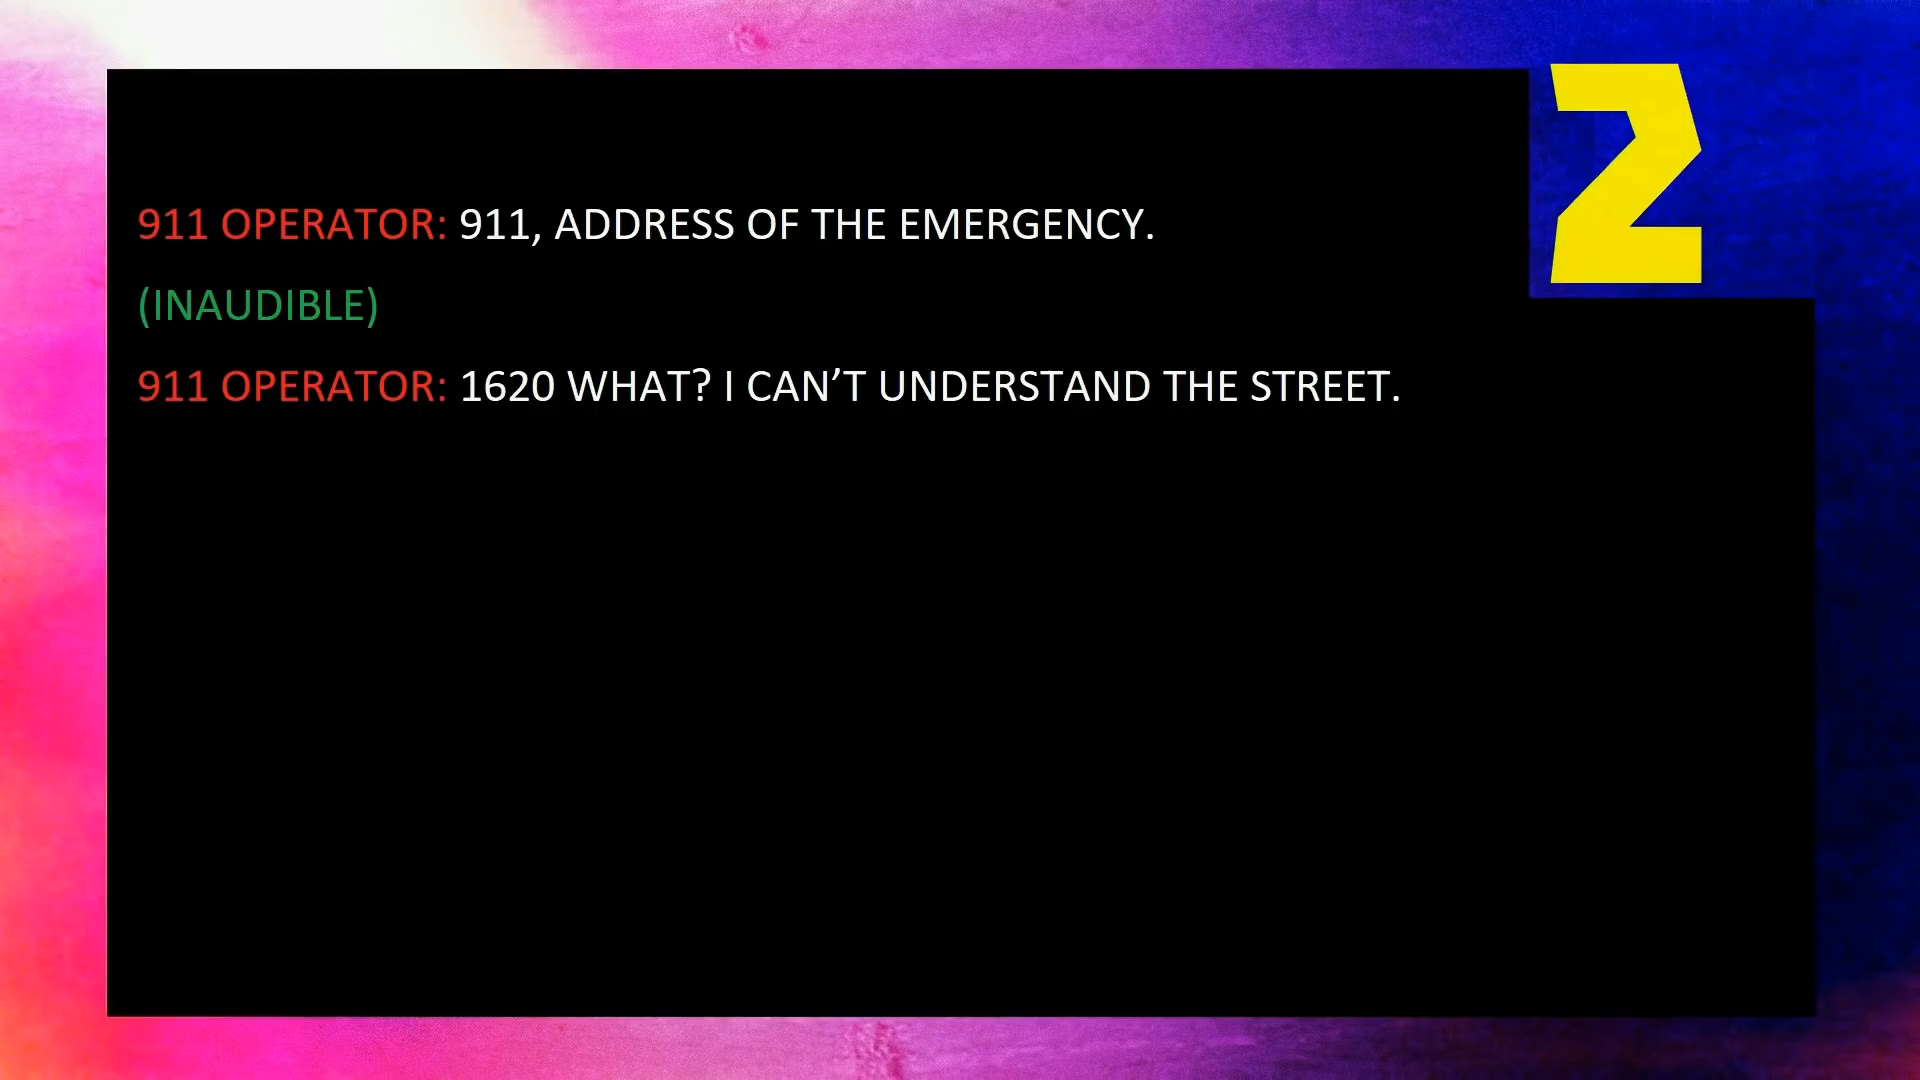 2
911 OPERATOR: 911, ADDRESS OF THE EMERGENCY.
(INAUDIBLE)
911 OPERATOR: 1620 WHAT? I CAN’T UNDERSTAND THE STREET.